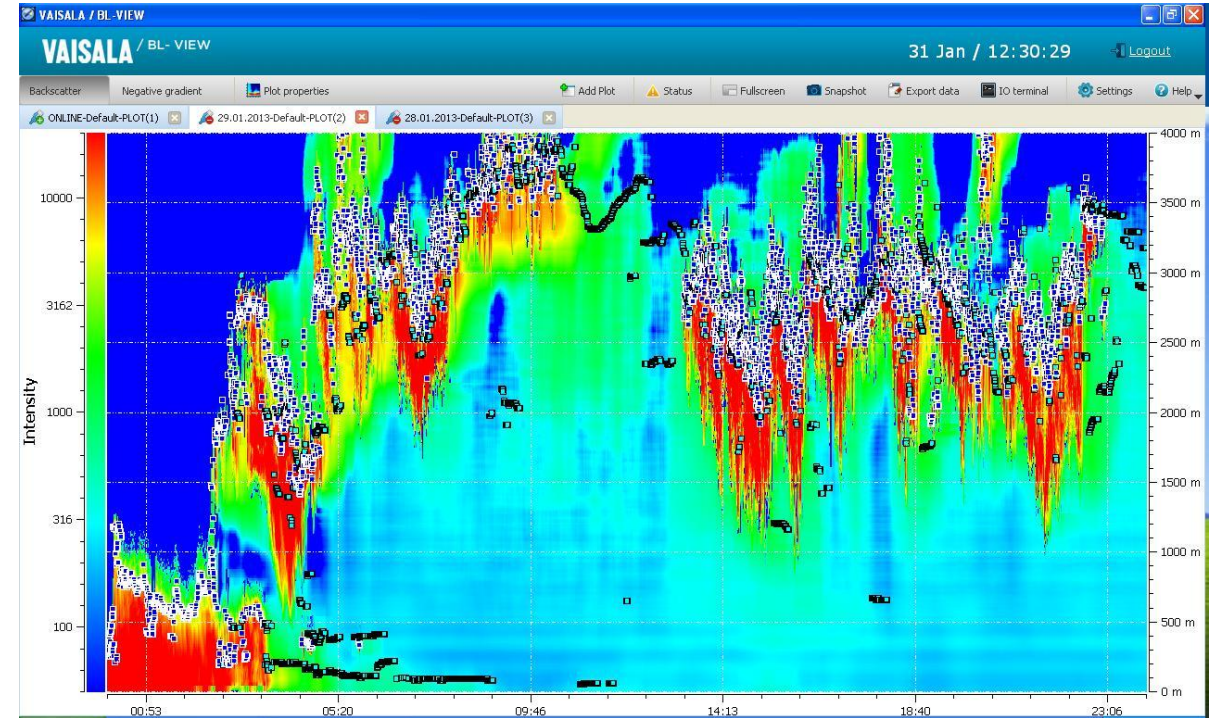 VAISALA / BL-VIEW
VAISALA / BL- VIEW
31 Jan / 12:30:29
Logout
Backscatter
Negative gradient
Plot properties
Add Plot
Status
Fullscreen
Snapshot
Export data
IO terminal
Settings
Help
ONLINE-Default-PLOT(1)
29.01.2013-Default-PLOT(2)
28.01.2013-Default-PLOT(3)
Intensity
10000
3162
1000
316
100
4000 m
3500 m
3000 m
2500 m
2000 m
1500 m
1000 m
500 m
0 m
00:53
05:20
09:46
14:13
18:40
23:06